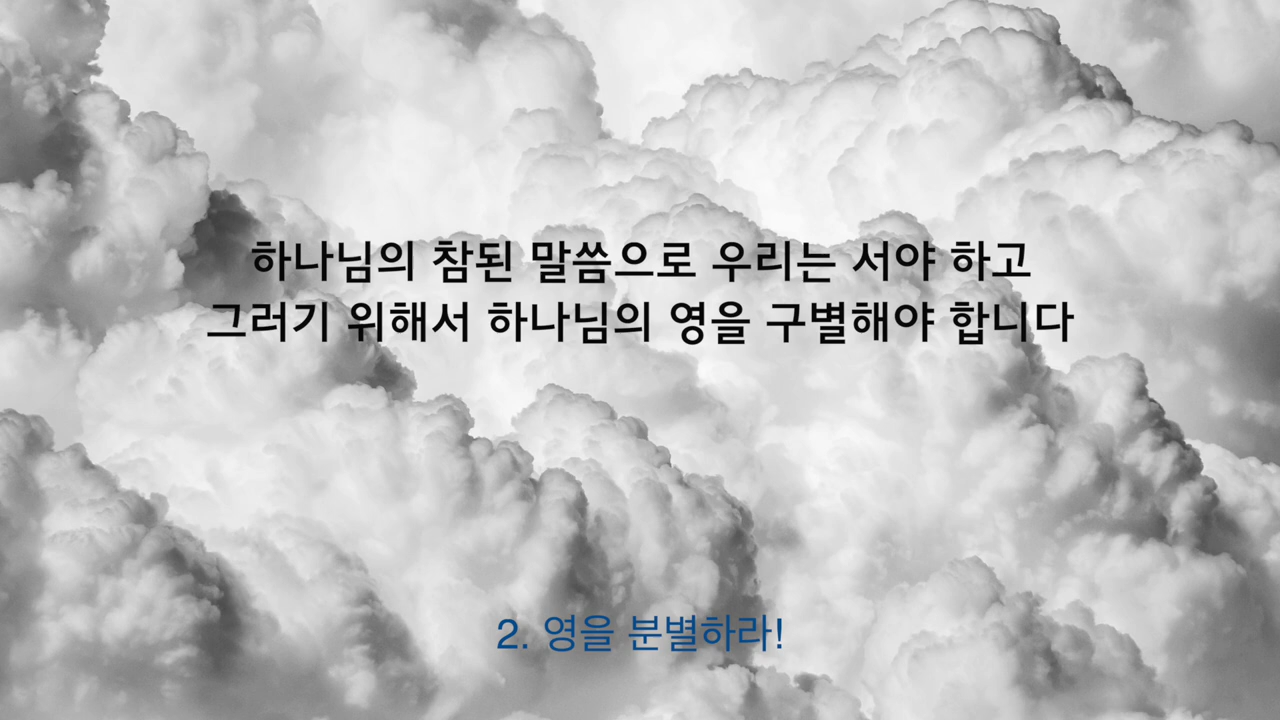 하나님의 참된 말씀으로 우리는 서야 하고
그러기 위해서 하나님의 영을 구별해야 합니다
2. 영을 분별하라!